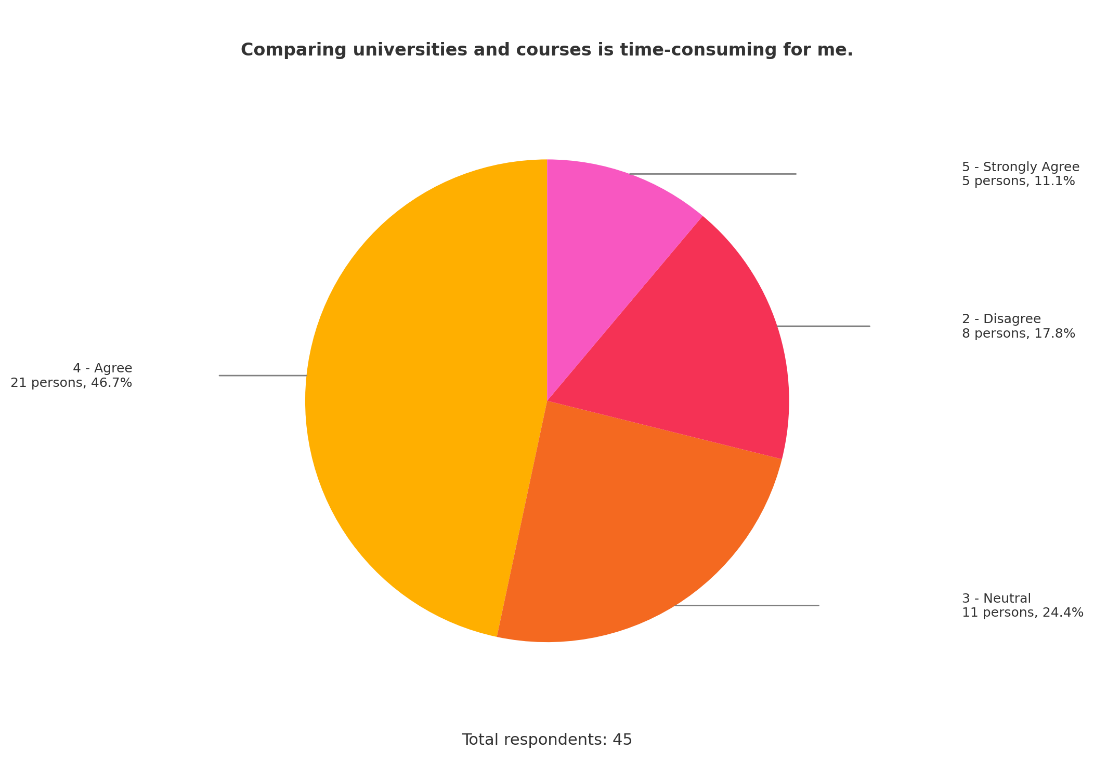 Comparing universities and courses is time-consuming for me.
5 - Strongly Agree
5 persons, 11.1%
2 - Disagree
8 persons, 17.8%
4 - Agree
21 persons, 46.7%
3 - Neutral
11 persons, 24.4%
Total respondents: 45